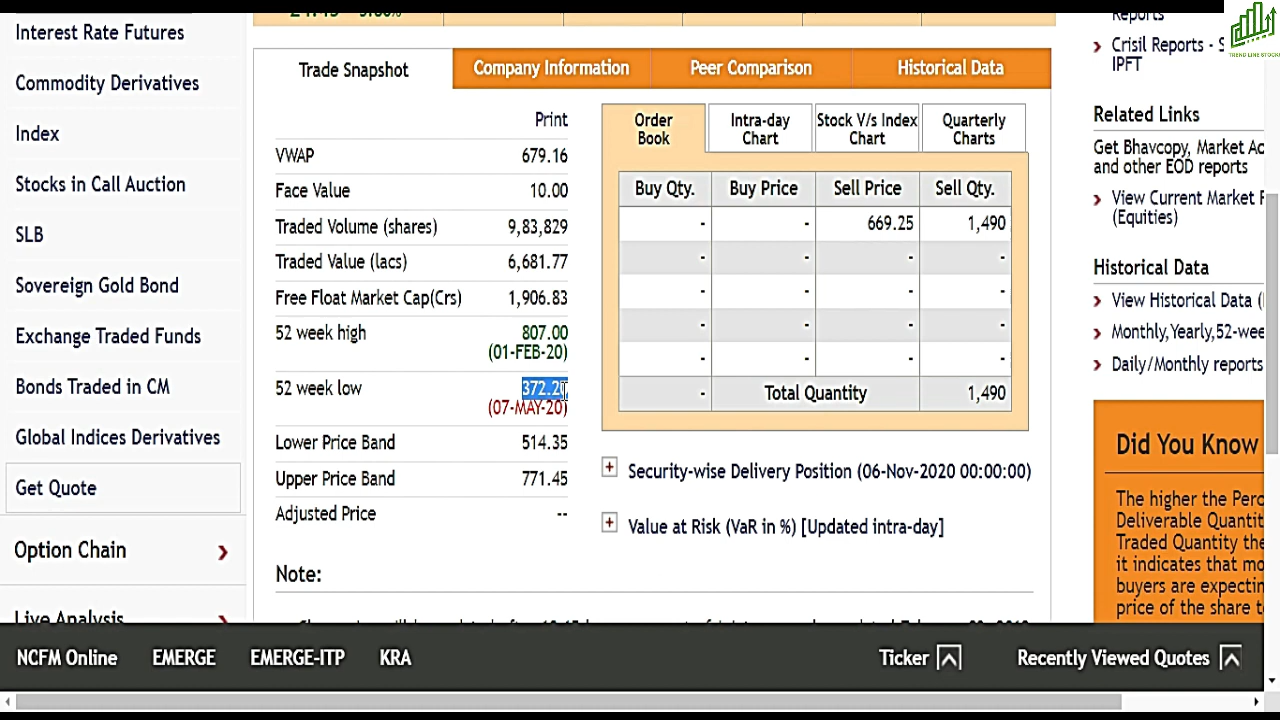 Interest Rate Futures
Commodity Derivatives
Index
Stocks in Call Auction
SLB
Sovereign Gold Bond
Exchange Traded Funds
Bonds Traded in CM
Global Indices Derivatives
Get Quote
Option Chain
Live Analysis
Trade Snapshot
Company Information
Peer Comparison
Historical Data
Print
VWAP 679.16
Face Value 10.00
Traded Volume (shares) 9,83,829
Traded Value (lacs) 6,681.77
Free Float Market Cap(Crs) 1,906.83
52 week high 807.00
(01-FEB-20)
52 week low 372.2
(07-MAY-20)
Lower Price Band 514.35
Upper Price Band 771.45
Adjusted Price --
Order
Book
Intra-day
Chart
Stock V/s Index
Chart
Quarterly
Charts
Buy Qty. Buy Price Sell Price Sell Qty.
- - 669.25 1,490
- - - -
- - - -
- - - -
- - - -
- Total Quantity 1,490
+ Security-wise Delivery Position (06-Nov-2020 00:00:00)
+ Value at Risk (VaR in %) [Updated intra-day]
Note:
Reports
Crisil Reports - S
IPFT
Related Links
Get Bhavcopy, Market Ac
and other EOD reports
View Current Market F
(Equities)
Historical Data
View Historical Data (
Monthly,Yearly,52-wee
Daily/Monthly reports
Did You Know
The higher the Perc
Deliverable Quantit
Traded Quantity the
it indicates that mo
buyers are expectin
price of the share t
NCFM Online
EMERGE
EMERGE-ITP
KRA
Ticker
Recently Viewed Quotes
TREND LINE STOCK